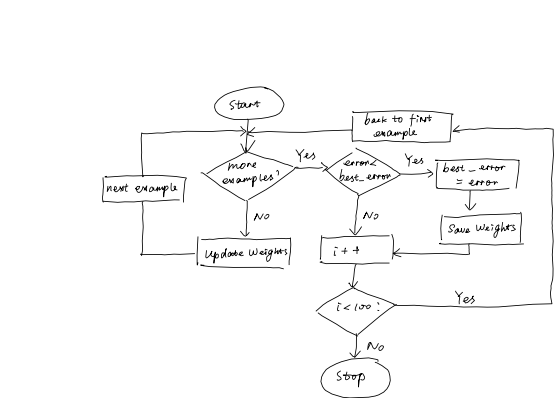 Start
back to first
example
more
examples?
Yes
error<
best_error
Yes
best_error
= error
next example
No
No
Save weights
Update weights
i++
i<100?
Yes
No
Stop